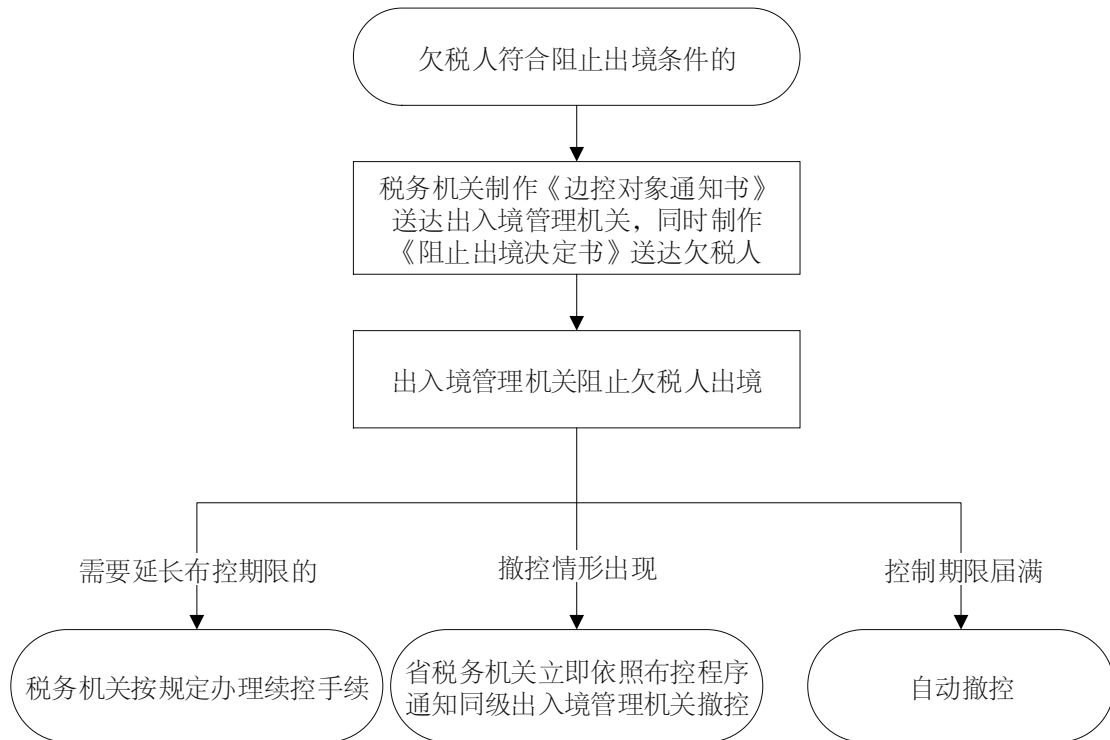 欠税人符合阻止出境条件的
税务机关制作《边控对象通知书》
送达出入境管理机关，同时制作
《阻止出境决定书》送达欠税人
出入境管理机关阻止欠税人出境
需要延长布控期限的
撤控情形出现
控制期限届满
税务机关按规定办理续控手续
省税务机关立即依照布控程序
通知同级出入境管理机关撤控
自动撤控